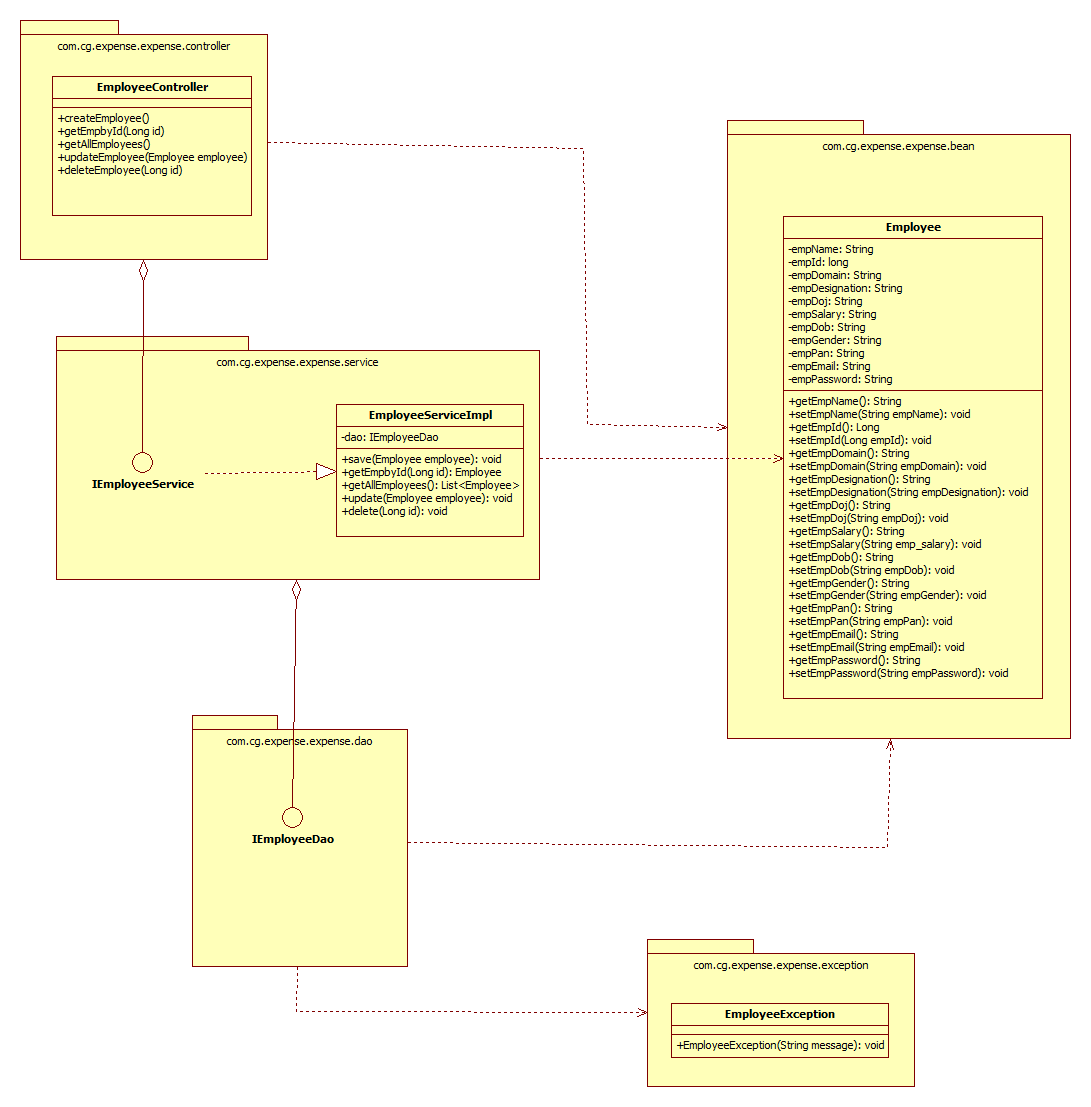 com.cg.expense.expense.controller
EmployeeController
+createEmployee()
+getEmpbyId(Long id)
+getAllEmployees()
+updateEmployee(Employee employee)
+deleteEmployee(Long id)
com.cg.expense.expense.service
IEmployeeService
EmployeeServiceImpl
-dao: IEmployeeDao
+save(Employee employee): void
+getEmpbyId(Long id): Employee
+getAllEmployees(): List<Employee>
+update(Employee employee): void
+delete(Long id): void
com.cg.expense.expense.dao
IEmployeeDao
com.cg.expense.expense.bean
Employee
-empName: String
-empId: long
-empDomain: String
-empDesignation: String
-empDoj: String
-empSalary: String
-empDob: String
-empGender: String
-empPan: String
-empEmail: String
-empPassword: String
+getEmpName(): String
+setEmpName(String empName): void
+getEmpId(): Long
+setEmpId(Long empId): void
+getEmpDomain(): String
+setEmpDomain(String empDomain): void
+getEmpDesignation(): String
+setEmpDesignation(String empDesignation): void
+getEmpDoj(): String
+setEmpDoj(String empDoj): void
+getEmpSalary(): String
+setEmpSalary(String emp_salary): void
+getEmpDob(): String
+setEmpDob(String empDob): void
+getEmpGender(): String
+setEmpGender(String empGender): void
+getEmpPan(): String
+setEmpPan(String empPan): void
+getEmpEmail(): String
+setEmpEmail(String empEmail): void
+getEmpPassword(): String
+setEmpPassword(String empPassword): void
com.cg.expense.expense.exception
EmployeeException
+EmployeeException(String message): void